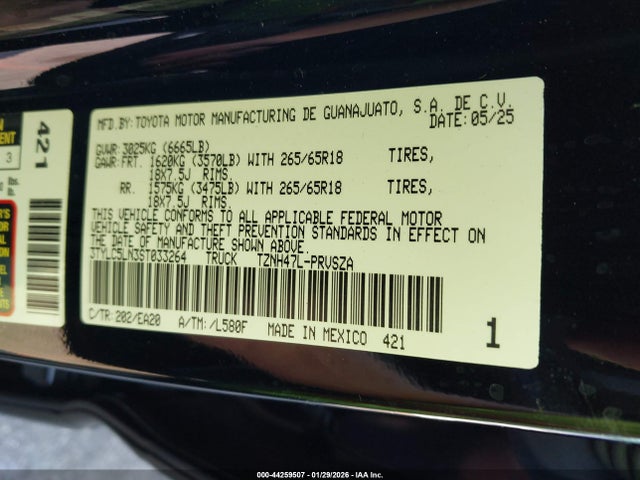 MFD.BY:TOYOTA MOTOR MANUFACTURING DE GUANAJUATO, S.A. DE C.V.
DATE:05/25
GVWR:3025KG (6665LB)
GAWR:FRT. 1620KG (3570LB) WITH 265/65R18 TIRES,
18X7.5J RIMS.
RR. 1575KG (3475LB) WITH 265/65R18 TIRES,
18X7.5J RIMS.
THIS VEHICLE CONFORMS TO ALL APPLICABLE FEDERAL MOTOR
VEHICLE SAFETY AND THEFT PREVENTION STANDARDS IN EFFECT ON
THE DATE OF MANUFACTURE SHOWN ABOVE.
3TYLC5LN3ST033264 TRUCK TZNH47L-PRVSZA
C/TR:202/EA20 A/TM:/L580F MADE IN MEXICO 421
1
421
3
lbs.
lb.
000-44259507 - 01/29/2026 - IAA Inc.